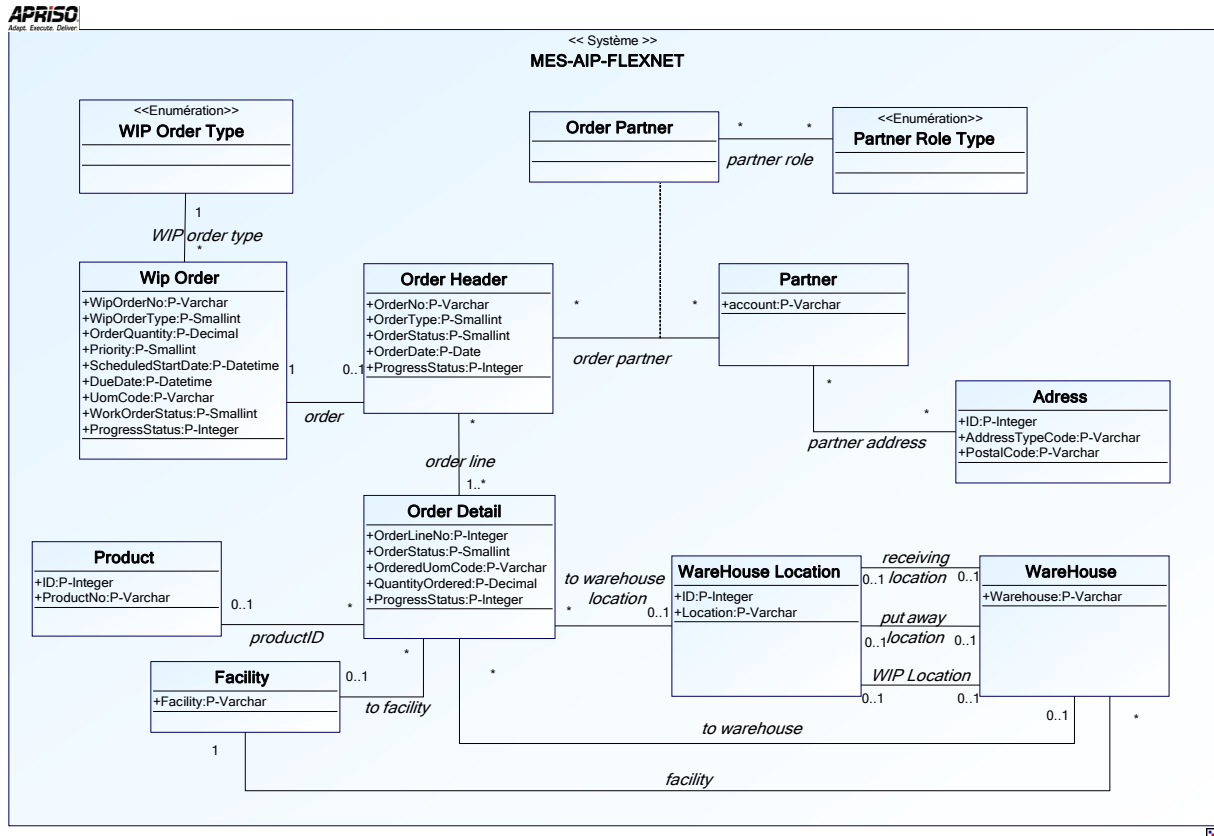 APRISO
Adapt. Execute. Deliver.
<< Système >>
MES-AIP-FLEXNET
<<Enumération>>
WIP Order Type
Order Partner
<<Enumération>>
Partner Role Type
*
*
partner role
1
WIP order type
*
Wip Order
+WipOrderNo:P-Varchar
+WipOrderType:P-Smallint
+OrderQuantity:P-Decimal
+Priority:P-Smallint
+ScheduledStartDate:P-Datetime
+DueDate:P-Datetime
+UomCode:P-Varchar
+WorkOrderStatus:P-Smallint
+ProgressStatus:P-Integer
1
0..1
order
Order Header
+OrderNo:P-Varchar
+OrderType:P-Smallint
+OrderStatus:P-Smallint
+OrderDate:P-Date
+ProgressStatus:P-Integer
*
*
order partner
Partner
+account:P-Varchar
*
*
partner address
Adress
+ID:P-Integer
+AddressTypeCode:P-Varchar
+PostalCode:P-Varchar
*
order line
1..*
Order Detail
+OrderLineNo:P-Integer
+OrderStatus:P-Smallint
+OrderedUomCode:P-Varchar
+QuantityOrdered:P-Decimal
+ProgressStatus:P-Integer
Product
+ID:P-Integer
+ProductNo:P-Varchar
0..1
*
productID
to warehouse
location
*
0..1
WareHouse Location
+ID:P-Integer
+Location:P-Varchar
receiving
0..1 location 0..1
put away
0..1 location 0..1
WIP Location
0..1
0..1
WareHouse
+Warehouse:P-Varchar
Facility
+Facility:P-Varchar
0..1
*
to facility
*
to warehouse
0..1
*
1
facility